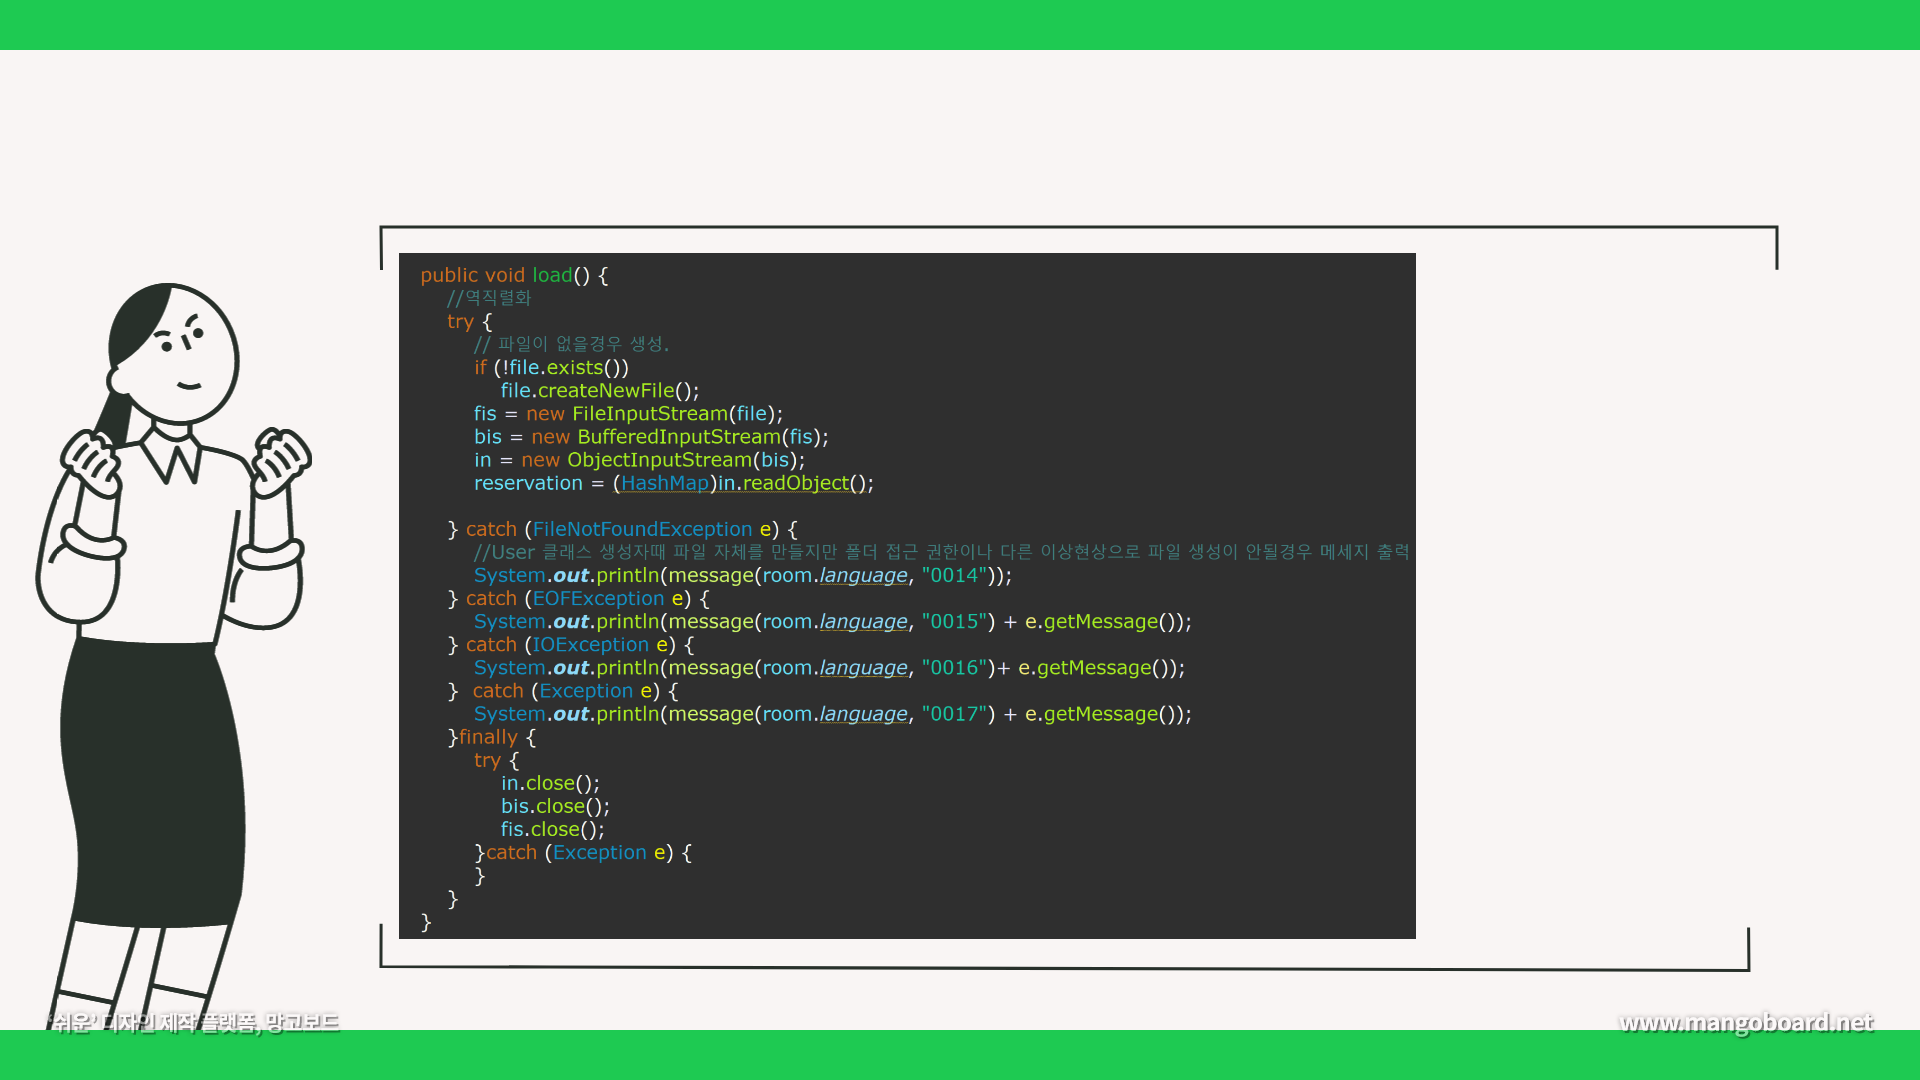 public void load() {
//역직렬화
try {
// 파일이 없을경우 생성.
if (!file.exists())
file.createNewFile();
fis = new FileInputStream(file);
bis = new BufferedInputStream(fis);
in = new ObjectInputStream(bis);
reservation = (HashMap)in.readObject();
} catch (FileNotFoundException e) {
//User 클래스 생성자때 파일 자체를 만들지만 폴더 접근 권한이나 다른 이상현상으로 파일 생성이 안될경우 메세지 출력
System.out.println(message(room.language, "0014"));
} catch (EOFException e) {
System.out.println(message(room.language, "0015") + e.getMessage());
} catch (IOException e) {
System.out.println(message(room.language, "0016")+ e.getMessage());
}  catch (Exception e) {
System.out.println(message(room.language, "0017") + e.getMessage());
}finally {
try {
in.close();
bis.close();
fis.close();
}catch (Exception e) {
}
}
}
'쉬운' 디자인 제작 플랫폼, 망고보드
www.mangoboard.net